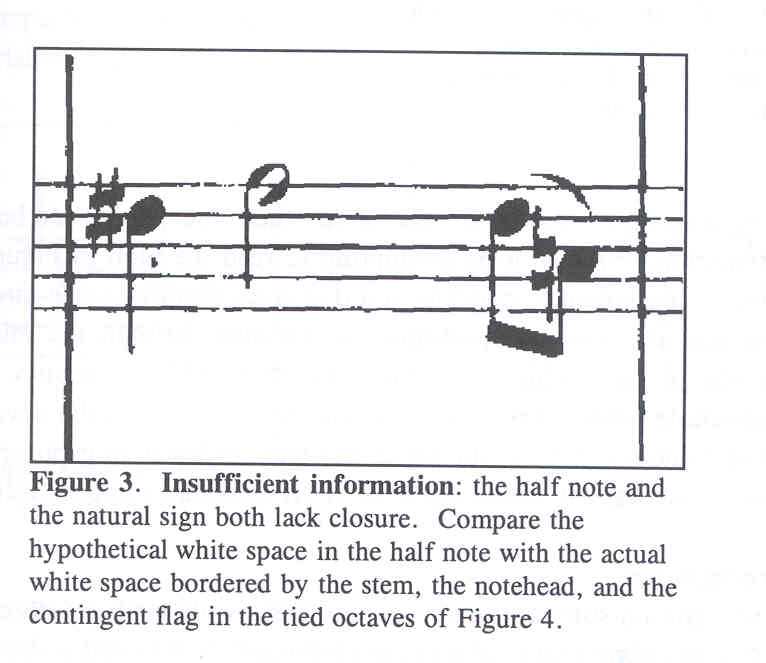 Figure 3. Insufficient information: the half note and
the natural sign both lack closure. Compare the
hypothetical white space in the half note with the actual
white space bordered by the stem, the notehead, and the
contingent flag in the tied octaves of Figure 4.